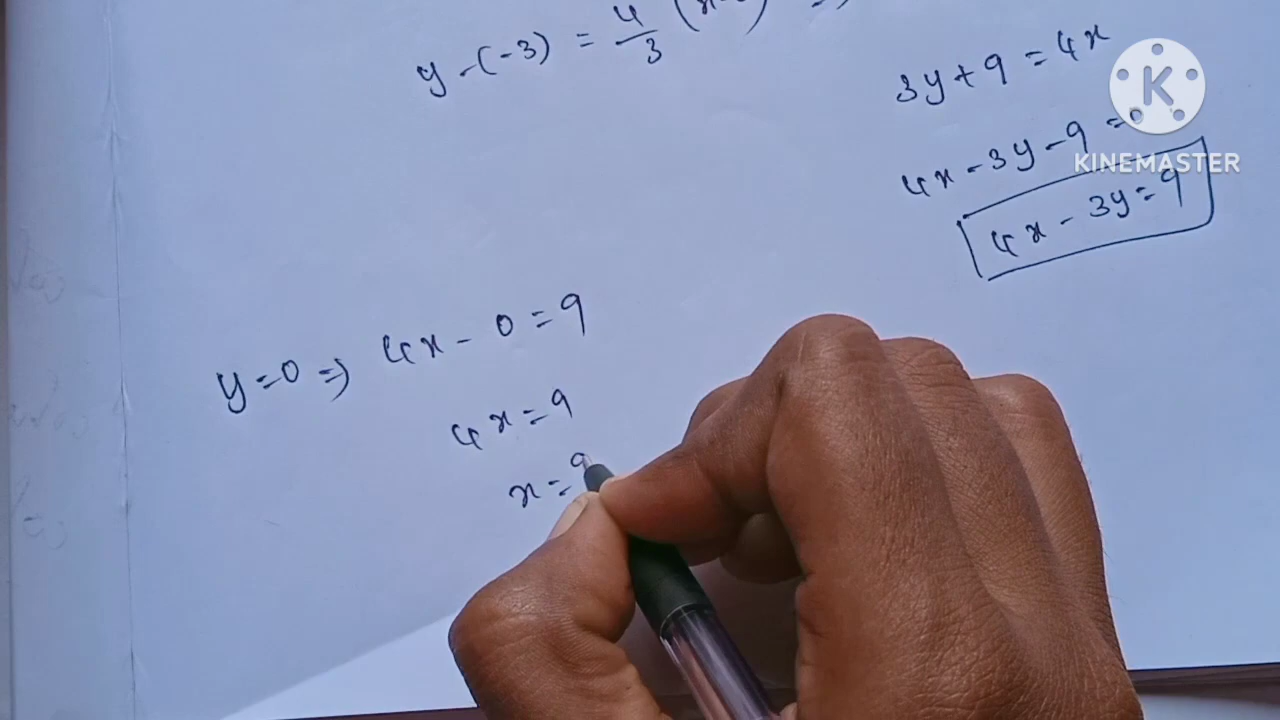 y - (-3) = 4/3 (x
3y + 9 = 4x
4x - 3y - 9 =
KINEMASTER
4x - 3y = 9
y = 0 ⇒ 4x - 0 = 9
4x = 9
x = 9